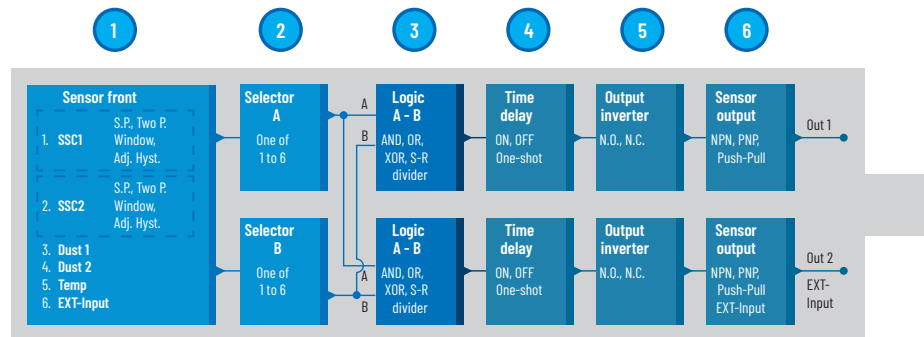 1 2 3 4 5 6
Sensor front
1. SSC1
S.P., Two P.
Window,
Adj. Hyst.
2. SSC2
S.P., Two P.
Window,
Adj. Hyst.
3. Dust 1
4. Dust 2
5. Temp
6. EXT-Input
Selector
A
One of
1 to 6
A
B
Logic
A - B
AND, OR,
XOR, S-R
divider
Time
delay
ON, OFF
One-shot
Output
inverter
N.O., N.C.
Sensor
output
NPN, PNP,
Push-Pull
Out 1
Selector
B
One of
1 to 6
A
B
Logic
A - B
AND, OR,
XOR, S-R
divider
Time
delay
ON, OFF
One-shot
Output
inverter
N.O., N.C.
Sensor
output
NPN, PNP,
Push-Pull
EXT-Input
Out 2
EXT-
Input